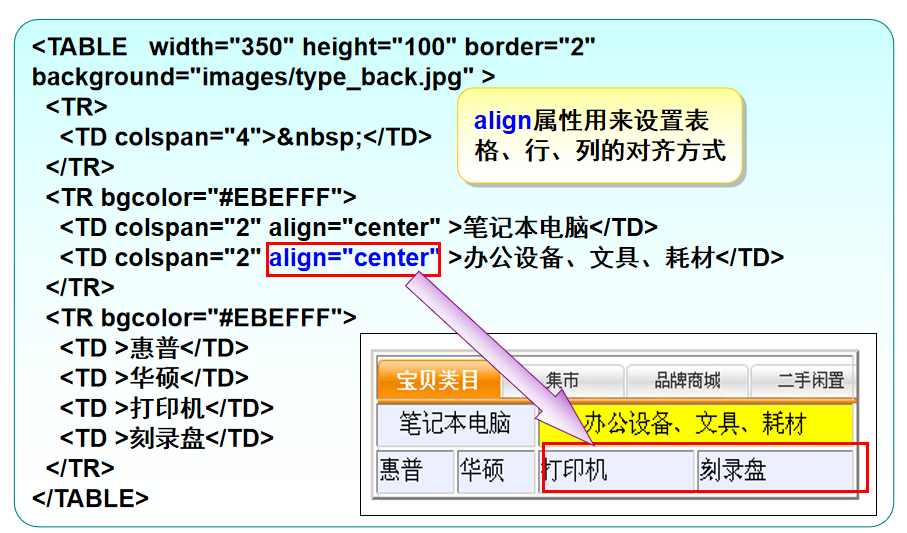 <TABLE   width="350" height="100" border="2"
background="images/type_back.jpg" >
<TR>
<TD colspan="4">&nbsp;</TD>
</TR>
<TR bgcolor="#EBEFFF">
<TD colspan="2" align="center" >笔记本电脑</TD>
<TD colspan="2" align="center" >办公设备、文具、耗材</TD>
</TR>
<TR bgcolor="#EBEFFF">
<TD >惠普</TD>
<TD >华硕</TD>
<TD >打印机</TD>
<TD >刻录盘</TD>
</TR>
</TABLE>
align属性用来设置表
格、行、列的对齐方式
宝贝类目 集市 品牌商城 二手闲置
笔记本电脑 办公设备、文具、耗材
惠普 华硕 打印机 刻录盘